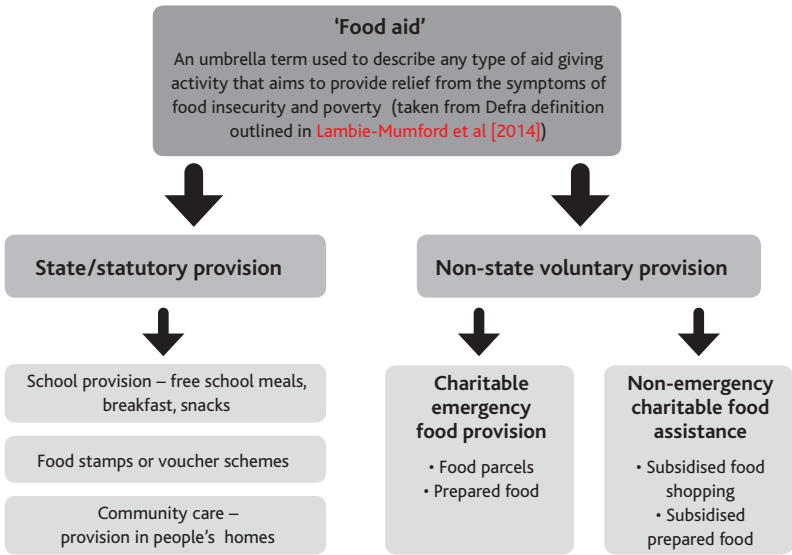 ‘Food aid’
An umbrella term used to describe any type of aid giving
activity that aims to provide relief from the symptoms of
food insecurity and poverty (taken from Defra definition
outlined in Lambie-Mumford et al [2014])
State/statutory provision
Non-state voluntary provision
School provision – free school meals,
breakfast, snacks
Food stamps or voucher schemes
Community care –
provision in people’s homes
Charitable
emergency
food provision
• Food parcels
• Prepared food
Non-emergency
charitable food
assistance
• Subsidised food
shopping
• Subsidised
prepared food